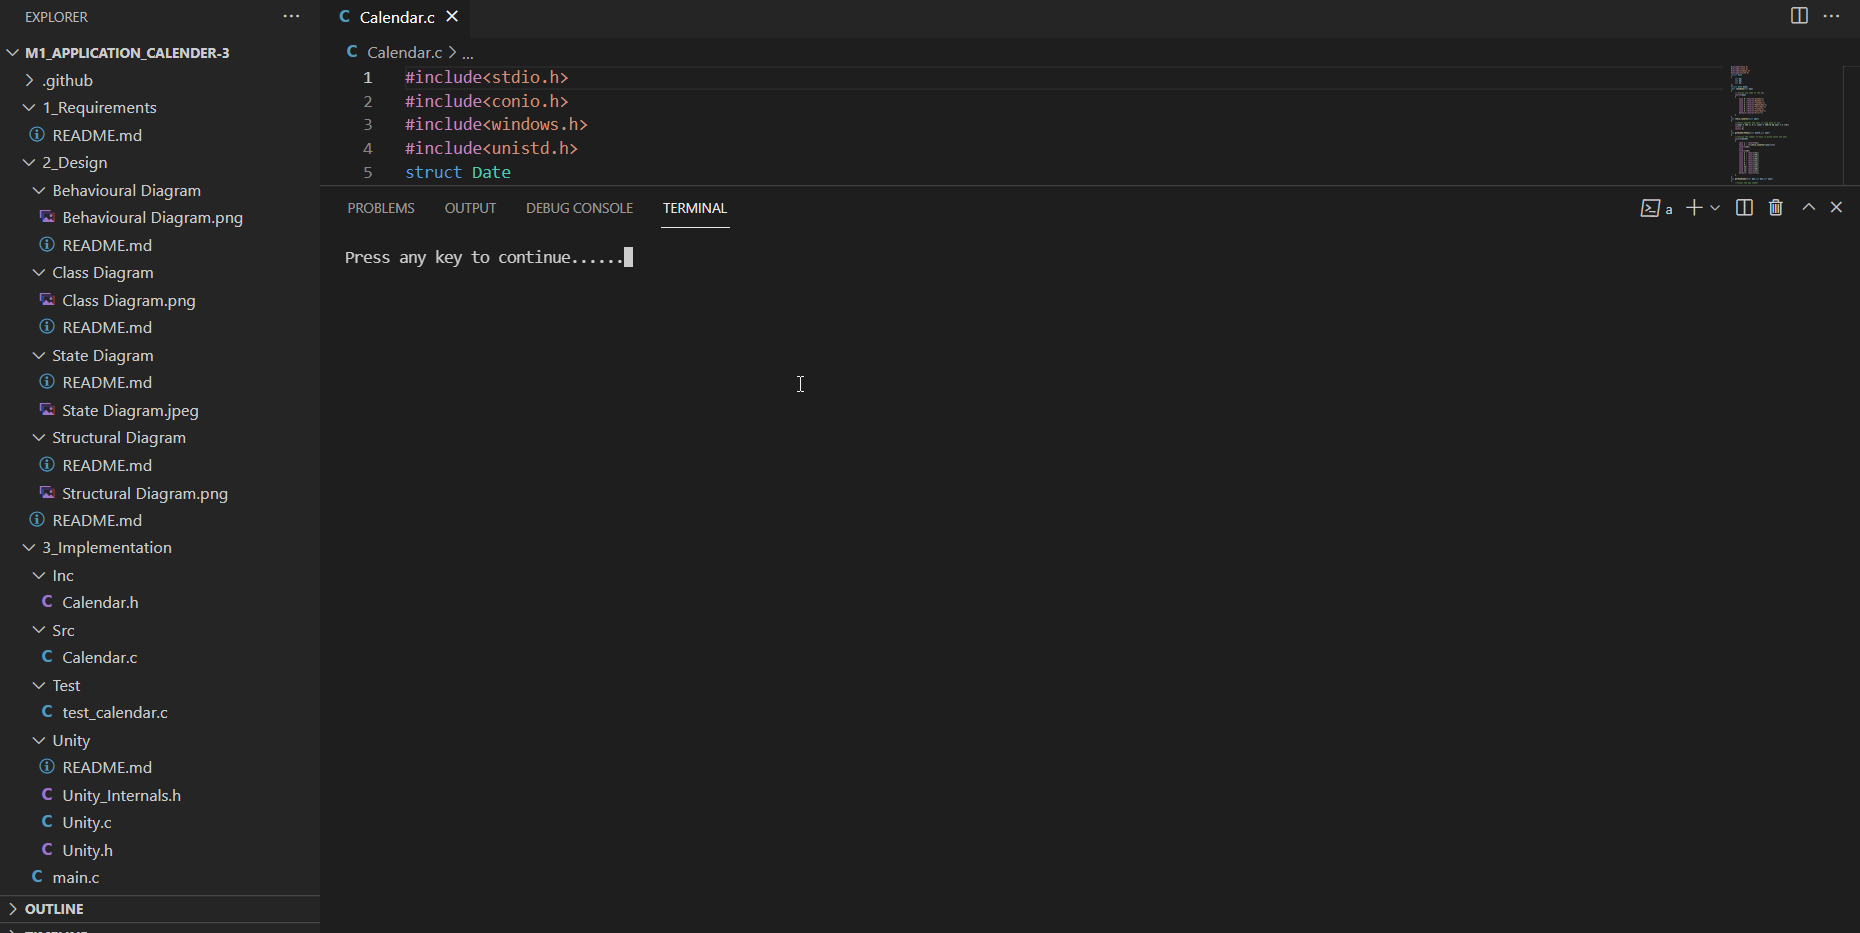 EXPLORER
M1_APPLICATION_CALENDER-3
.github
1_Requirements
README.md
2_Design
Behavioural Diagram
Behavioural Diagram.png
README.md
Class Diagram
Class Diagram.png
README.md
State Diagram
README.md
State Diagram.jpeg
Structural Diagram
README.md
Structural Diagram.png
README.md
3_Implementation
Inc
C Calendar.h
Src
C Calendar.c
Test
C test_calendar.c
Unity
README.md
C Unity_Internals.h
C Unity.c
C Unity.h
C main.c
OUTLINE
C Calendar.c
C Calendar.c > ...
1 #include<stdio.h>
2 #include<conio.h>
3 #include<windows.h>
4 #include<unistd.h>
5 struct Date
PROBLEMS OUTPUT DEBUG CONSOLE TERMINAL
a
Press any key to continue......